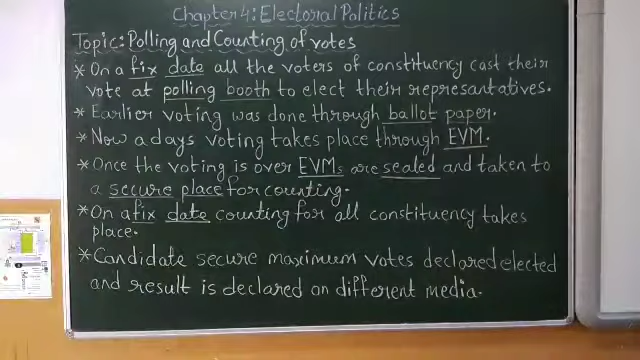 Chapter 4: Electoral Politics
Topic: Polling and Counting of votes
* On a fix date all the voters of constituency cast their
vote at polling booth to elect their represantatives.
* Earlier voting was done through ballot paper.
* Now a days voting takes place through EVM.
* Once the voting is over EVMs are sealed and taken to
a secure place for counting.
* On a fix date counting for all constituency takes
place.
* Candidate secure maximum votes declared elected
and result is declared on different media.